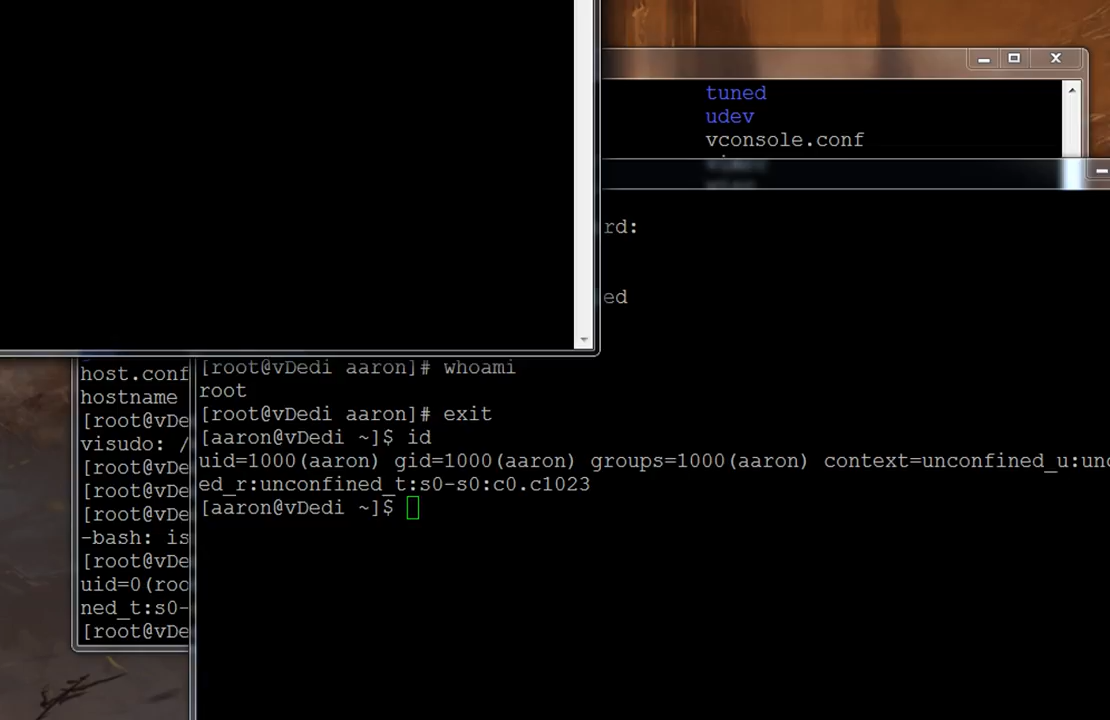 tuned
udev
vconsole.conf
rd:
ed
[root@vDedi aaron]# whoami
root
[root@vDedi aaron]# exit
[aaron@vDedi ~]$ id
uid=1000(aaron) gid=1000(aaron) groups=1000(aaron) context=unconfined_u:unc
ed_r:unconfined_t:s0-s0:c0.c1023
[aaron@vDedi ~]$
host.conf
hostname
[root@vDe
visudo: /
[root@vDe
[root@vDe
[root@vDe
-bash: is
[root@vDe
uid=0(roo
ned_t:s0-
[root@vDe